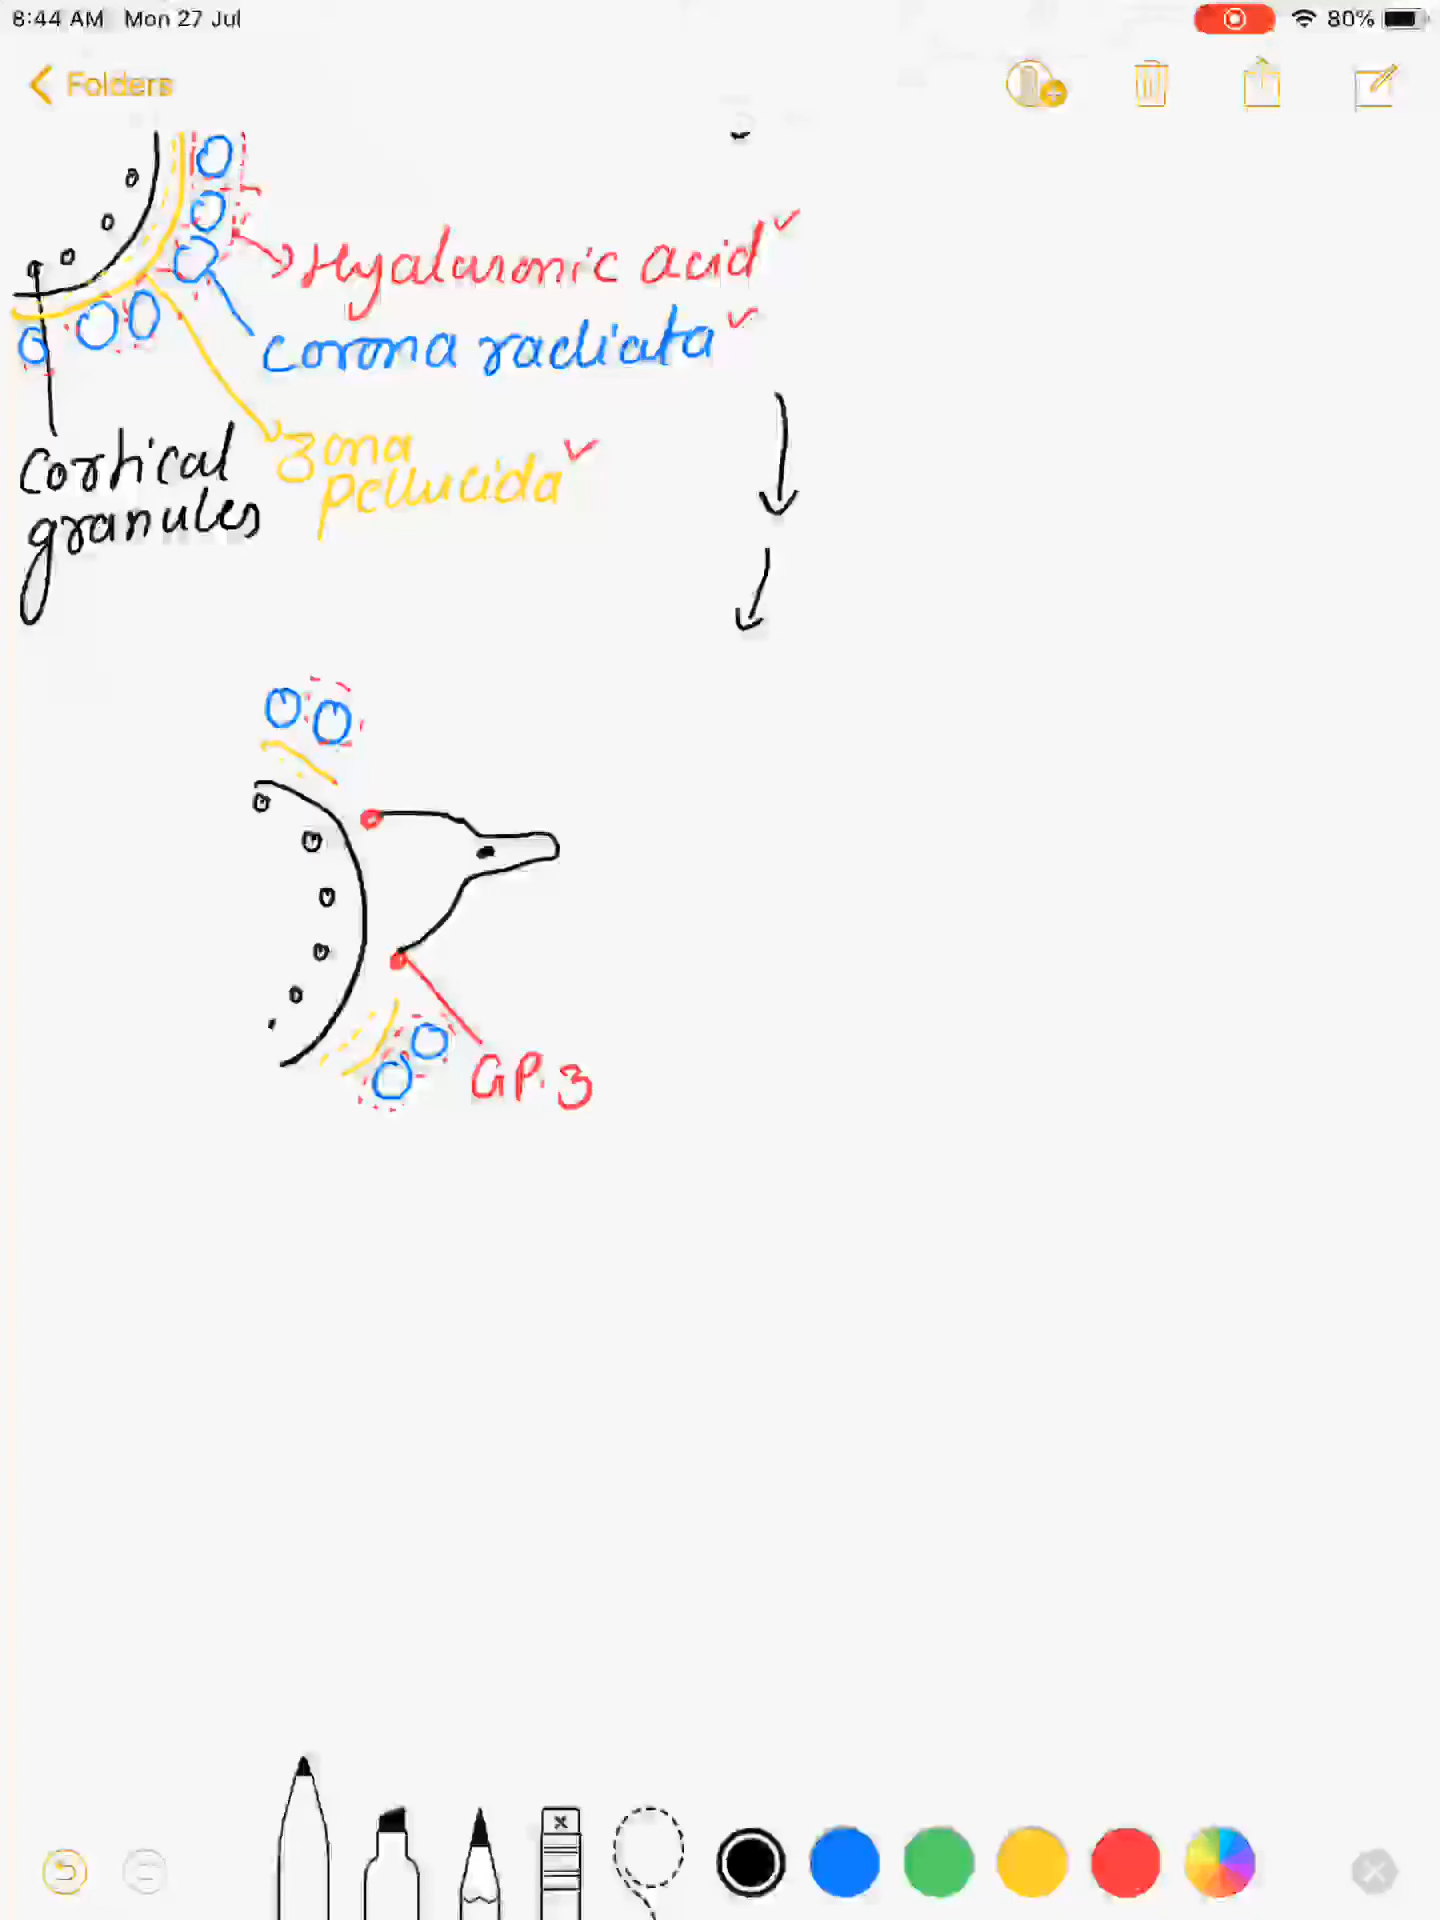 8:44 AM Mon 27 Jul
80%
Folders
Hyaluronic acid
corona radiata
Zona
pellucida
Cortical
granules
GP.3